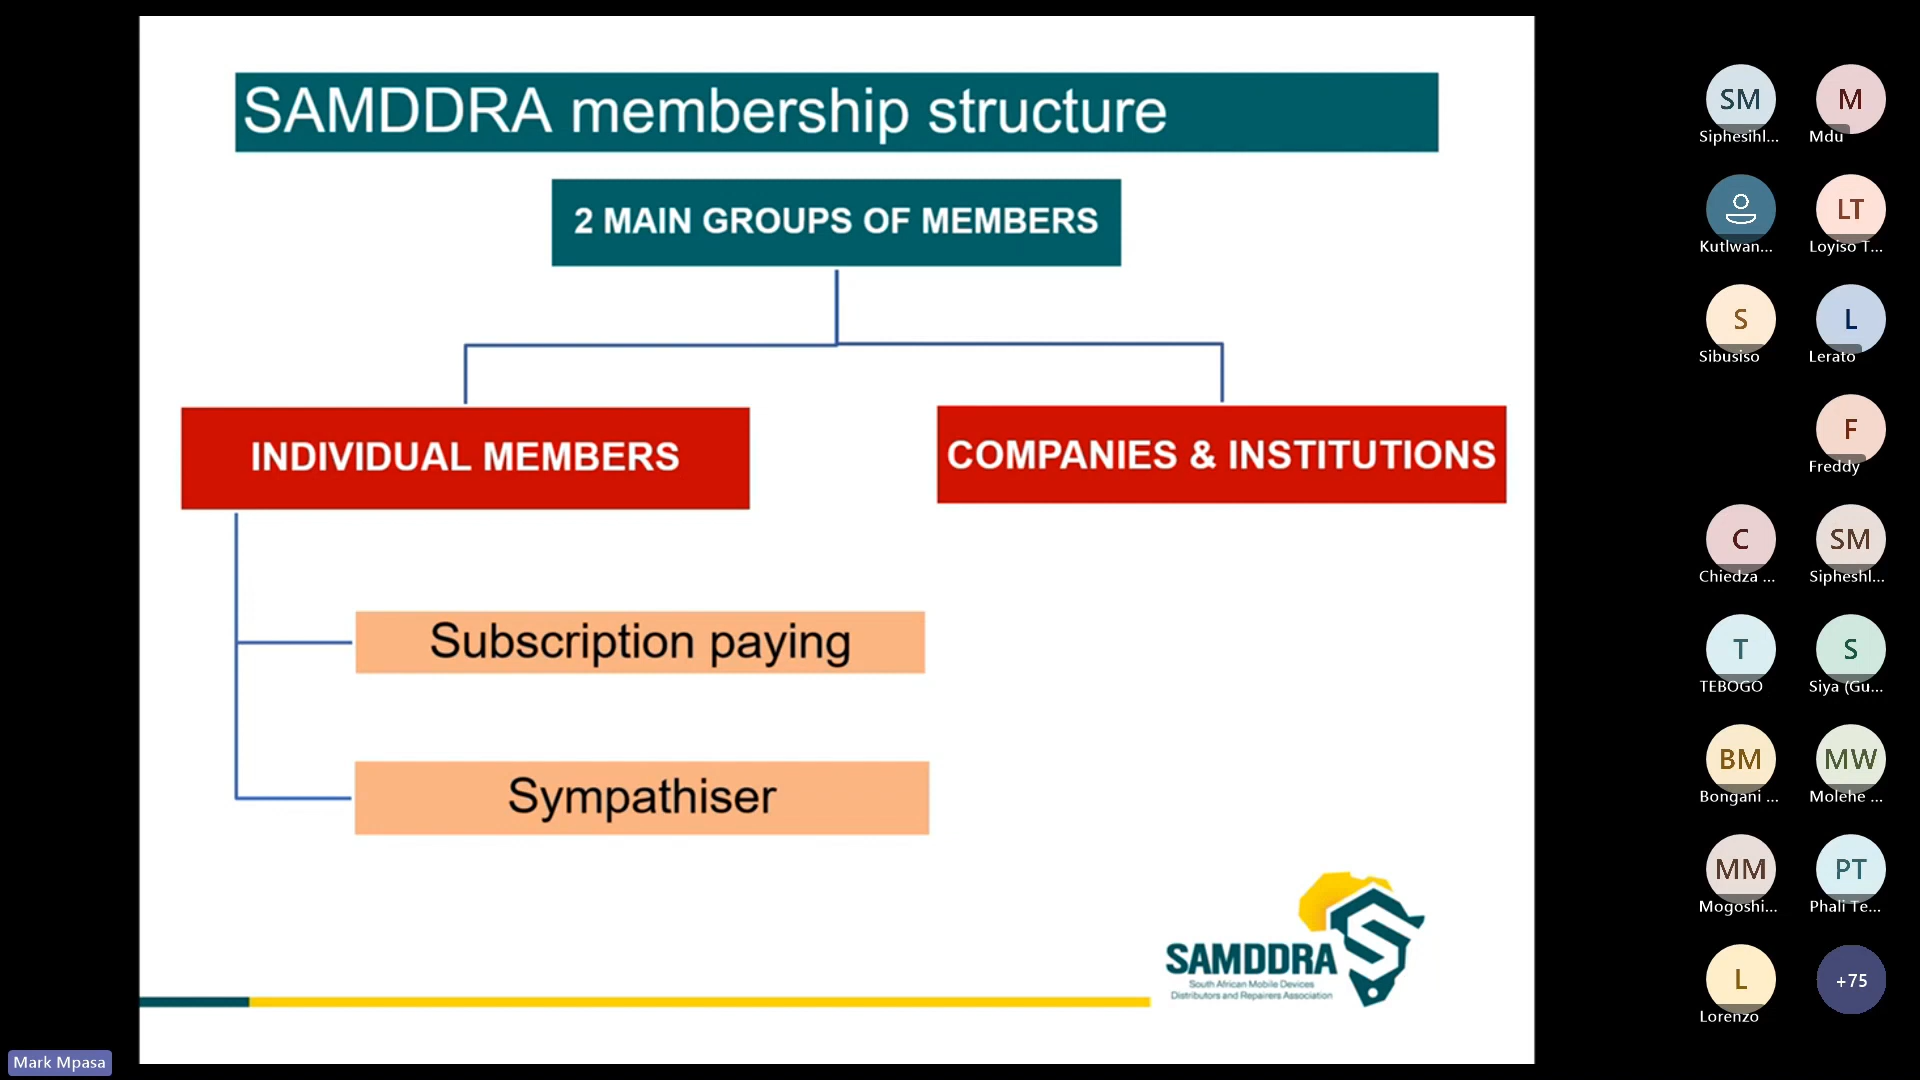 SAMDDRA membership structure
2 MAIN GROUPS OF MEMBERS
INDIVIDUAL MEMBERS
COMPANIES & INSTITUTIONS
Subscription paying
Sympathiser
SAMDDRA
South African Mobile Devices
Distributors and Repairers Association
Mark Mpasa
SM
Siphesihl...
M
Mdu
Kutlwan...
LT
Loyiso T...
S
Sibusiso
L
Lerato
F
Freddy
C
Chiedza ...
SM
Sipheshl...
T
TEBOGO
S
Siya (Gu...
BM
Bongani ...
MW
Molehe ...
MM
Mogoshi...
PT
Phali Te...
L
Lorenzo
+75